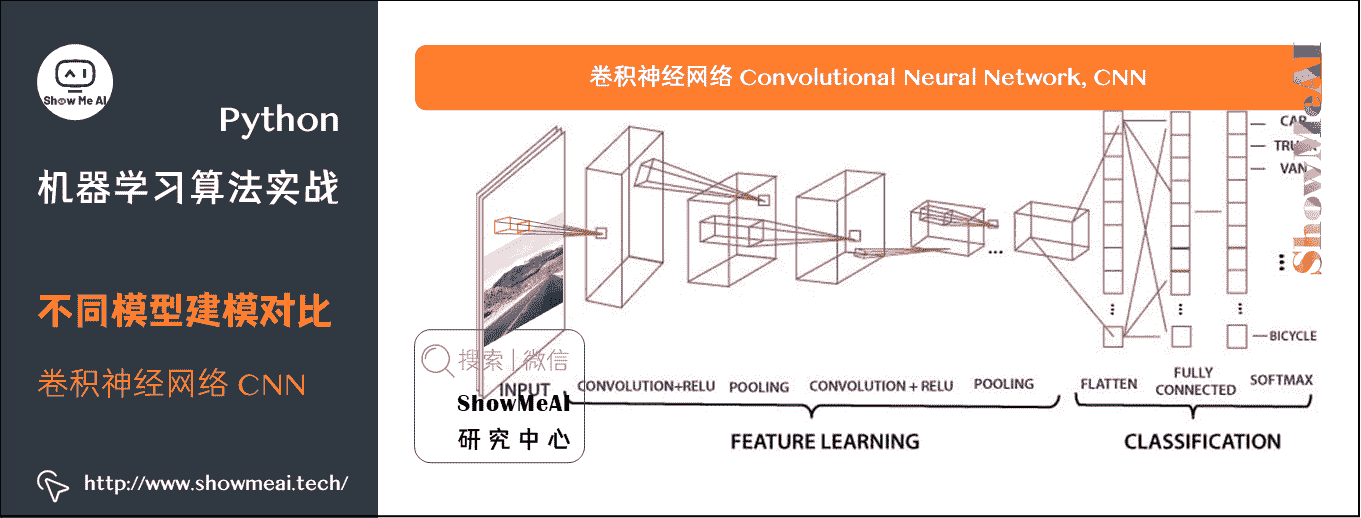 Show Me AI
Python
机器学习算法实战
不同模型建模对比
卷积神经网络 CNN
http://www.showmeai.tech/
卷积神经网络 Convolutional Neural Network, CNN
ShowMeAI
CAR
TRUCK
VAN
...
BICYCLE
搜索 | 微信
INPUT
CONVOLUTION+RELU
POOLING
CONVOLUTION + RELU
POOLING
FLATTEN
FULLY
CONNECTED
SOFTMAX
ShowMeAI
研究中心
FEATURE LEARNING
CLASSIFICATION